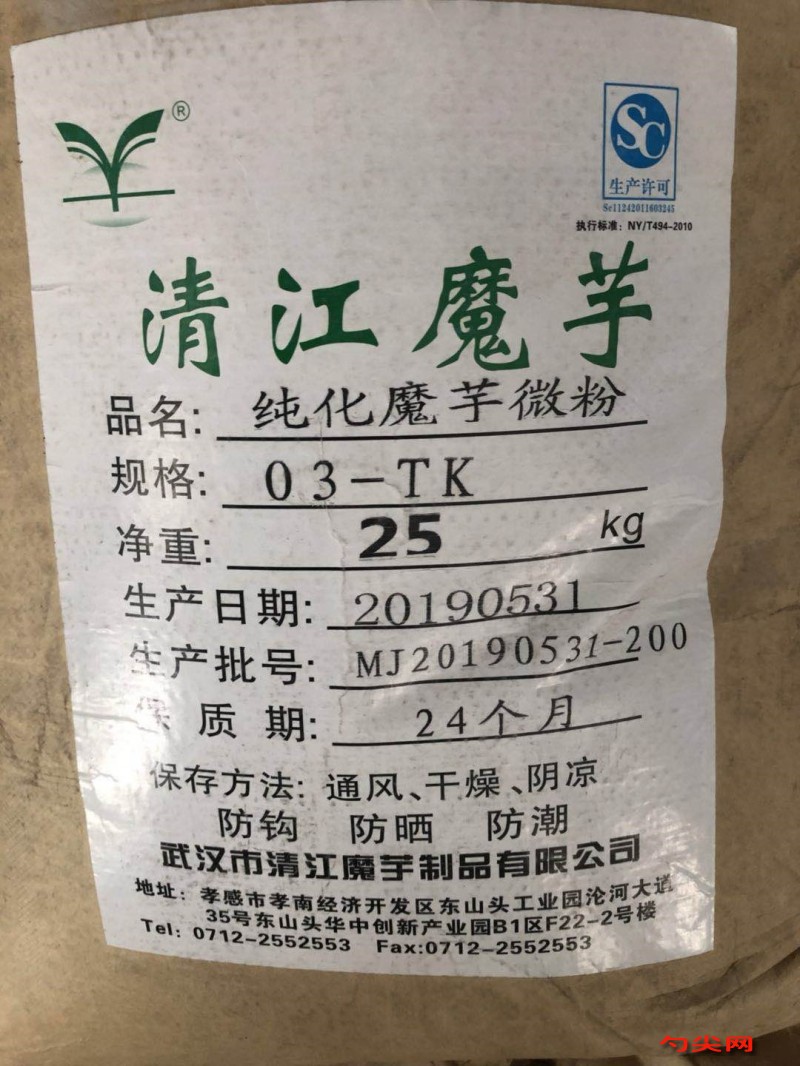 ®
SC
生产许可
Sc11242011603245
执行标准：NY/T494-2010
清江魔芋
品名：纯化魔芋微粉
规格：03-TK
净重：25 kg
生产日期：20190531
生产批号：MJ20190531-200
保质期：24个月
保存方法：通风、干燥、阴凉
防钩 防晒 防潮
武汉市清江魔芋制品有限公司
地址：孝感市孝南经济开发区东山头工业园沦河大道
35号东山头华中创新产业园B1区F22-2号楼
Tel：0712-2552553 Fax:0712-2552553
勺尖网